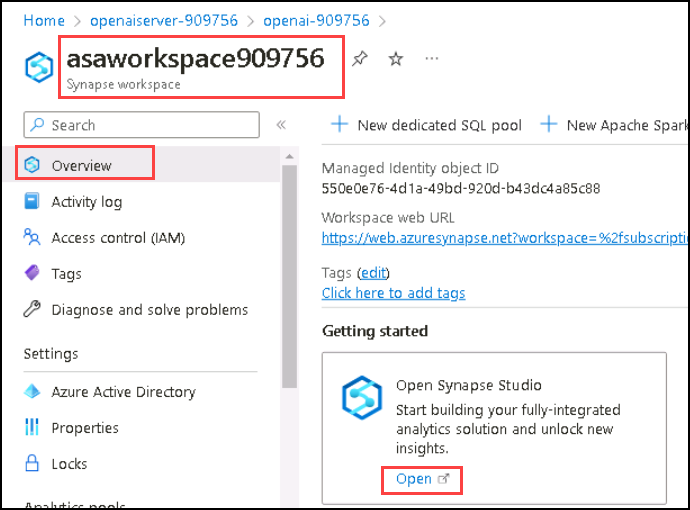 Home > openaiserver-909756 > openai-909756 >
asaworkspace909756
Synapse workspace
Search
Overview
Activity log
Access control (IAM)
Tags
Diagnose and solve problems
Settings
Azure Active Directory
Properties
Locks
Analytics pools
+ New dedicated SQL pool + New Apache Spark
Managed Identity object ID
550e0e76-4d1a-49bd-920d-b43dc4a85c88
Workspace web URL
https://web.azuresynapse.net?workspace=%2fsubscriptio
Tags (edit)
Click here to add tags
Getting started
Open Synapse Studio
Start building your fully-integrated
analytics solution and unlock new
insights.
Open